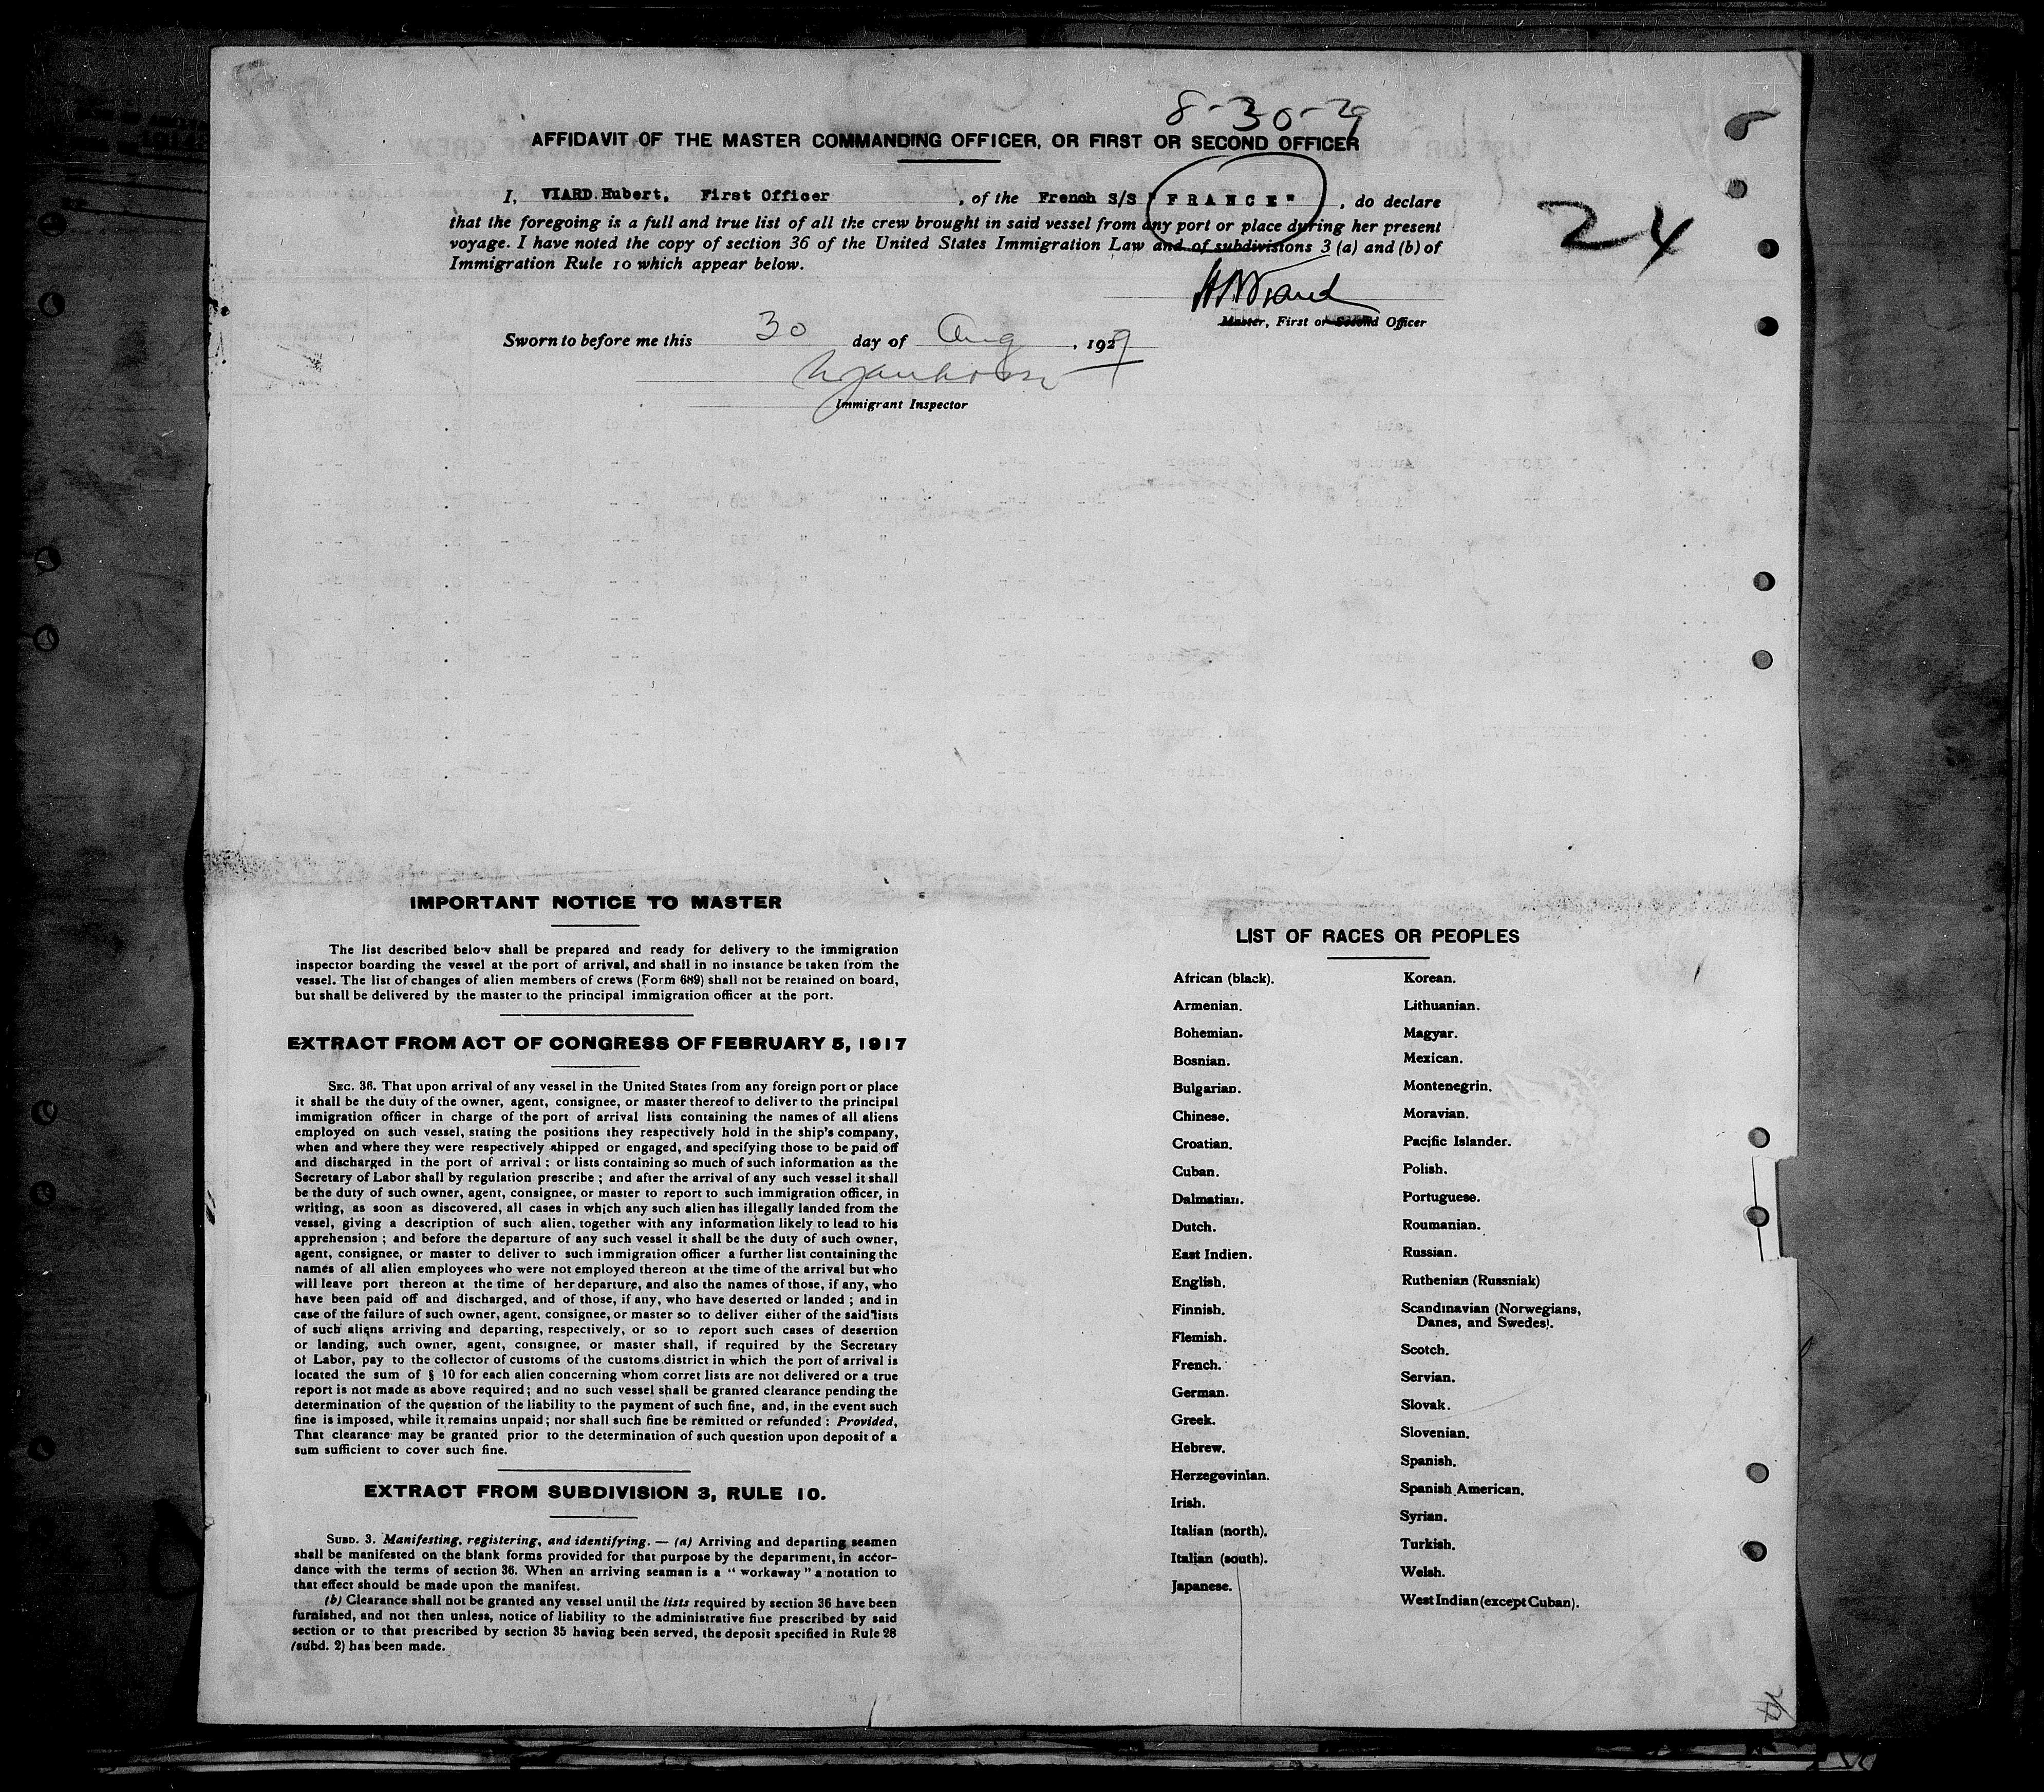 8-30-29
AFFIDAVIT OF THE MASTER COMMANDING OFFICER, OR FIRST OR SECOND OFFICER
I, VIARD.Hubert, First Officer , of the French S/S "FRANCE" , do declare
that the foregoing is a full and true list of all the crew brought in said vessel from any port or place during her present
voyage. I have noted the copy of section 36 of the United States Immigration Law and of subdivisions 3 (a) and (b) of
Immigration Rule 10 which appear below.
24
HViard
Master, First or Second Officer
Sworn to before me this 30 day of Aug , 1929
Immigrant Inspector
IMPORTANT NOTICE TO MASTER
The list described below shall be prepared and ready for delivery to the immigration
inspector boarding the vessel at the port of arrival, and shall in no instance be taken from the
vessel. The list of changes of alien members of crews (Form 689) shall not be retained on board,
but shall be delivered by the master to the principal immigration officer at the port.
EXTRACT FROM ACT OF CONGRESS OF FEBRUARY 5, 1917
SEC. 36. That upon arrival of any vessel in the United States from any foreign port or place
it shall be the duty of the owner, agent, consignee, or master thereof to deliver to the principal
immigration officer in charge of the port of arrival lists containing the names of all aliens
employed on such vessel, stating the positions they respectively hold in the ship's company,
when and where they were respectively shipped or engaged, and specifying those to be paid off
and discharged in the port of arrival ; or lists containing so much of such information as the
Secretary of Labor shall by regulation prescribe ; and after the arrival of any such vessel it shall
be the duty of such owner, agent, consignee, or master to report to such immigration officer, in
writing, as soon as discovered, all cases in which any such alien has illegally landed from the
vessel, giving a description of such alien, together with any information likely to lead to his
apprehension ; and before the departure of any such vessel it shall be the duty of such owner,
agent, consignee, or master to deliver to such immigration officer a further list containing the
names of all alien employees who were not employed thereon at the time of the arrival but who
will leave port thereon at the time of her departure, and also the names of those, if any, who
have been paid off and discharged, and of those, if any, who have deserted or landed ; and in
case of the failure of such owner, agent, consignee, or master so to deliver either of the said lists
of such aliens arriving and departing, respectively, or so to report such cases of desertion
or landing, such owner, agent, consignee, or master shall, if required by the Secretary
of Labor, pay to the collector of customs of the customs district in which the port of arrival is
located the sum of § 10 for each alien concerning whom corret lists are not delivered or a true
report is not made as above required ; and no such vessel shall be granted clearance pending the
determination of the question of the liability to the payment of such fine, and, in the event such
fine is imposed, while it remains unpaid ; nor shall such fine be remitted or refunded : Provided,
That clearance may be granted prior to the determination of such question upon deposit of a
sum sufficient to cover such fine.
EXTRACT FROM SUBDIVISION 3, RULE 10.
SUBD. 3. Manifesting, registering, and identifying. — (a) Arriving and departing seamen
shall be manifested on the blank forms provided for that purpose by the department, in accor-
dance with the terms of section 36. When an arriving seaman is a " workaway " a notation to
that effect should be made upon the manifest.
(b) Clearance shall not be granted any vessel until the lists required by section 36 have been
furnished, and not then unless, notice of liability to the administrative fine prescribed by said
section or to that prescribed by section 35 having been served, the deposit specified in Rule 28
(subd. 2) has been made.
LIST OF RACES OR PEOPLES
African (black).
Armenian.
Bohemian.
Bosnian.
Bulgarian.
Chinese.
Croatian.
Cuban.
Dalmatian.
Dutch.
East Indien.
English.
Finnish.
Flemish.
French.
German.
Greek.
Hebrew.
Herzegovinian.
Irish.
Italian (north).
Italian (south).
Japanese.
Korean.
Lithuanian.
Magyar.
Mexican.
Montenegrin.
Moravian.
Pacific Islander.
Polish.
Portuguese.
Roumanian.
Russian.
Ruthenian (Russniak)
Scandinavian (Norwegians,
Danes, and Swedes).
Scotch.
Servian.
Slovak.
Slovenian.
Spanish.
Spanish American.
Syrian.
Turkish.
Welsh.
West Indian (except Cuban).